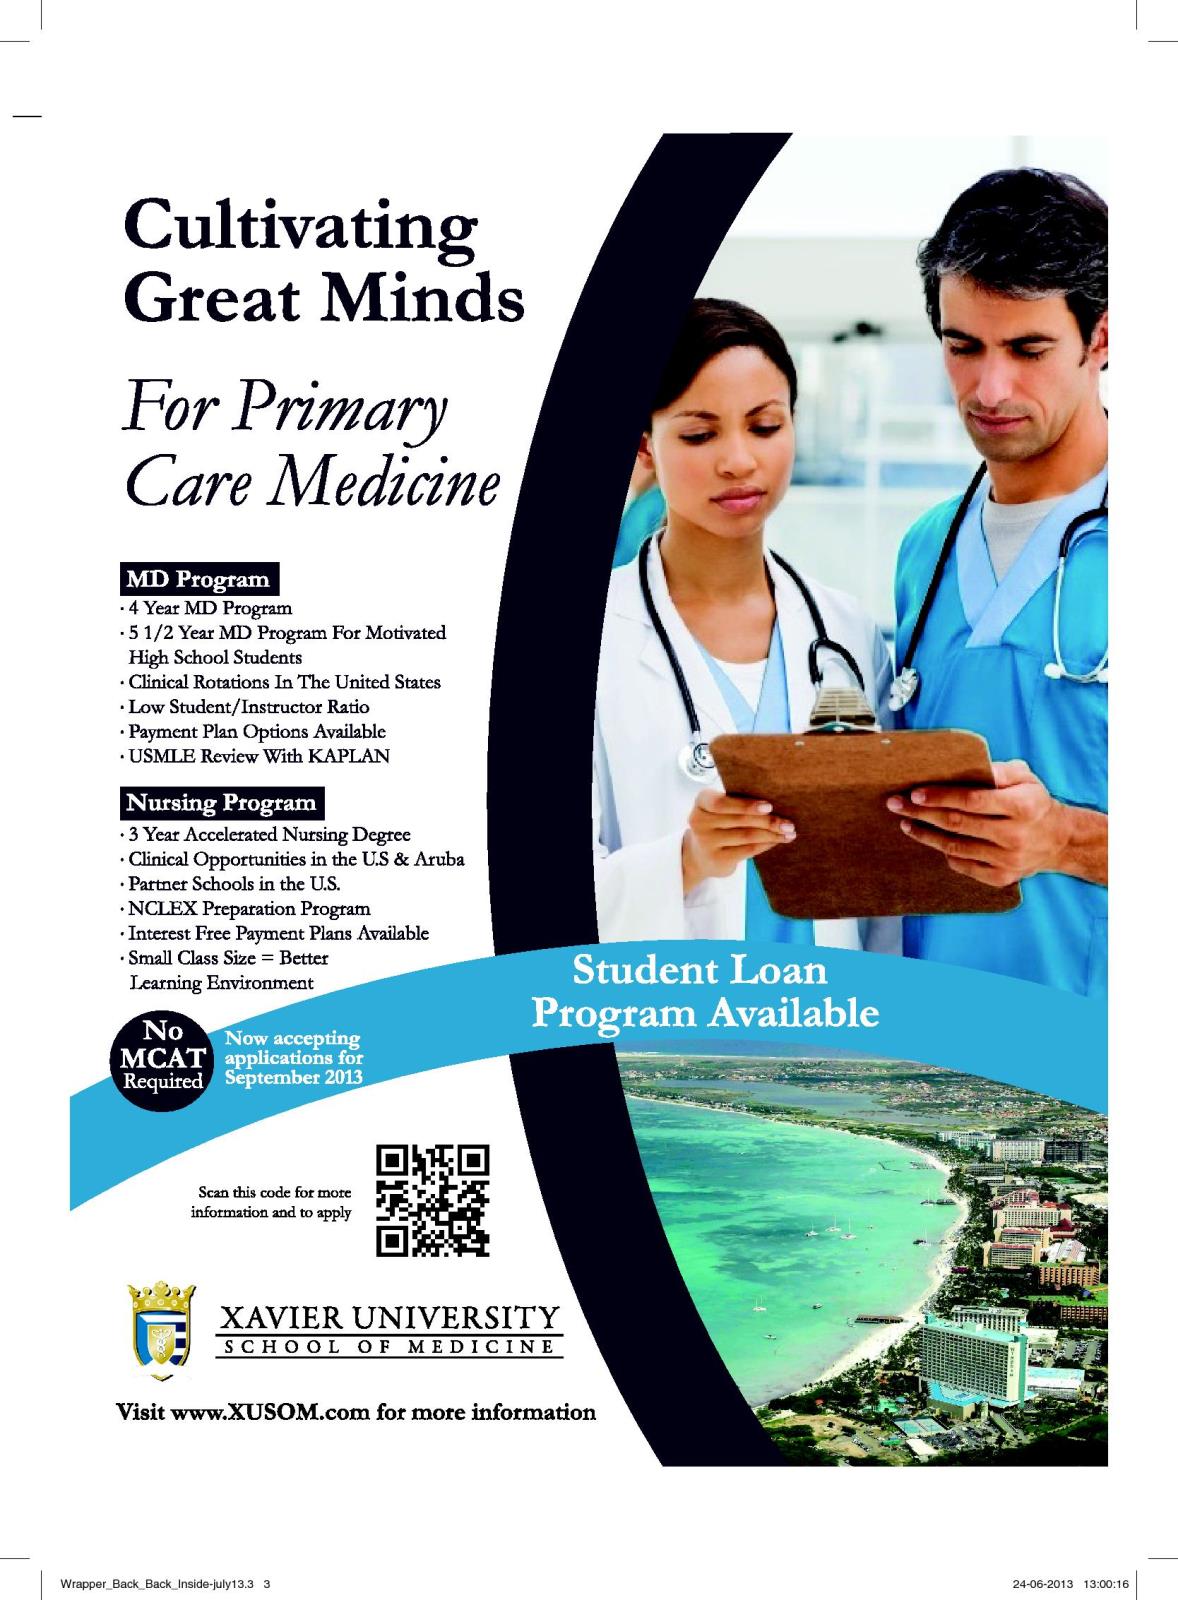 Cultivating
Great Minds
For Primary
Care Medicine
MD Program
· 4 Year MD Program
· 5 1/2 Year MD Program For Motivated
High School Students
· Clinical Rotations In The United States
· Low Student/Instructor Ratio
· Payment Plan Options Available
· USMLE Review With KAPLAN
Nursing Program
· 3 Year Accelerated Nursing Degree
· Clinical Opportunities in the U.S & Aruba
· Partner Schools in the U.S.
· NCLEX Preparation Program
· Interest Free Payment Plans Available
· Small Class Size = Better
Learning Environment
Student Loan
Program Available
No
MCAT
Required
Now accepting
applications for
September 2013
Scan this code for more
information and to apply
XAVIER UNIVERSITY
SCHOOL OF MEDICINE
Visit www.XUSOM.com for more information
Wrapper_Back_Back_Inside-july13.3 3
24-06-2013 13:00:16